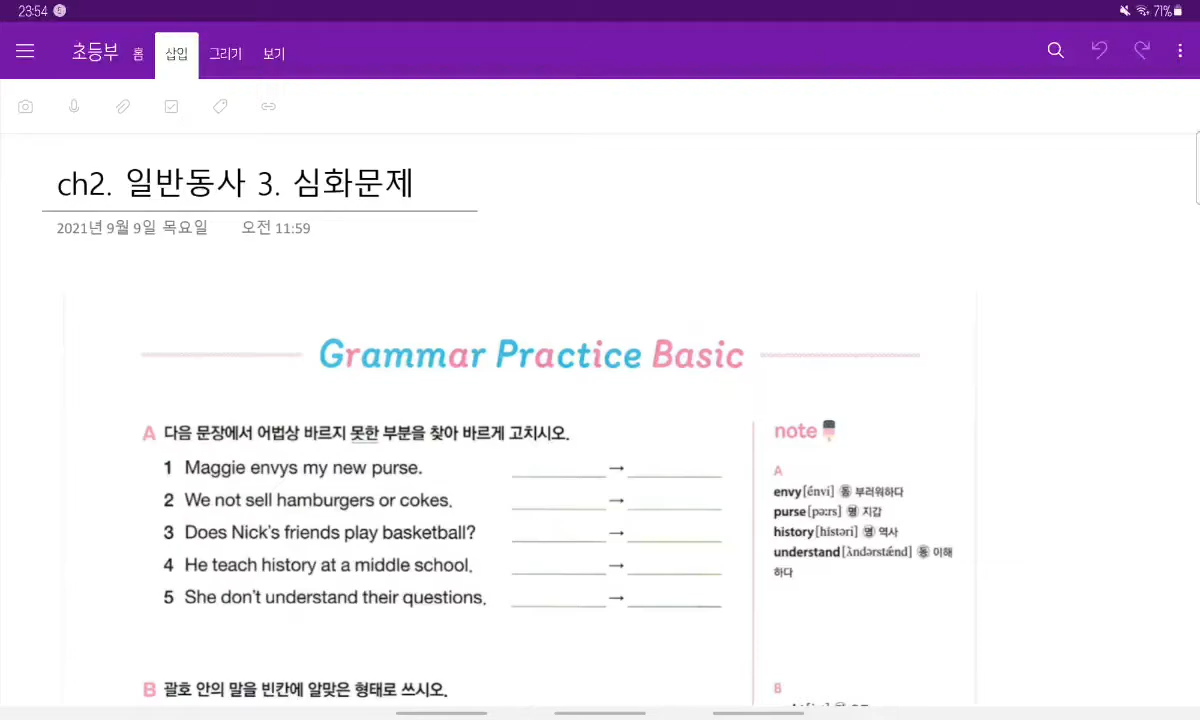 23:54
71%
초등부 홈 삽입 그리기 보기
ch2. 일반동사 3. 심화문제
2021년 9월 9일 목요일 오전 11:59
Grammar Practice Basic
A 다음 문장에서 어법상 바르지 못한 부분을 찾아 바르게 고치시오.
1 Maggie envys my new purse. →
2 We not sell hamburgers or cokes. →
3 Does Nick's friends play basketball? →
4 He teach history at a middle school. →
5 She don't understand their questions. →
note
A
envy[énvi] 동 부러워하다
purse[pəːrs] 명 지갑
history[hístəri] 명 역사
understand[ʌ̀ndərstǽnd] 동 이해
하다
B 괄호 안의 말을 빈칸에 알맞은 형태로 쓰시오.
B